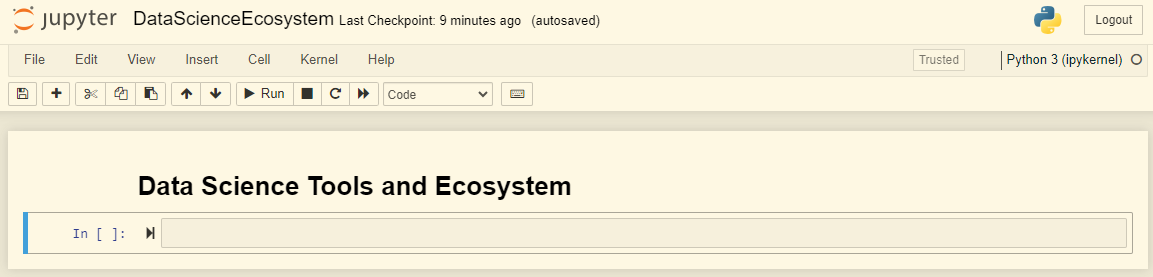 jupyter DataScienceEcosystem Last Checkpoint: 9 minutes ago (autosaved) Logout
File Edit View Insert Cell Kernel Help Trusted Python 3 (ipykernel)
Run Code
Data Science Tools and Ecosystem
In [ ]: